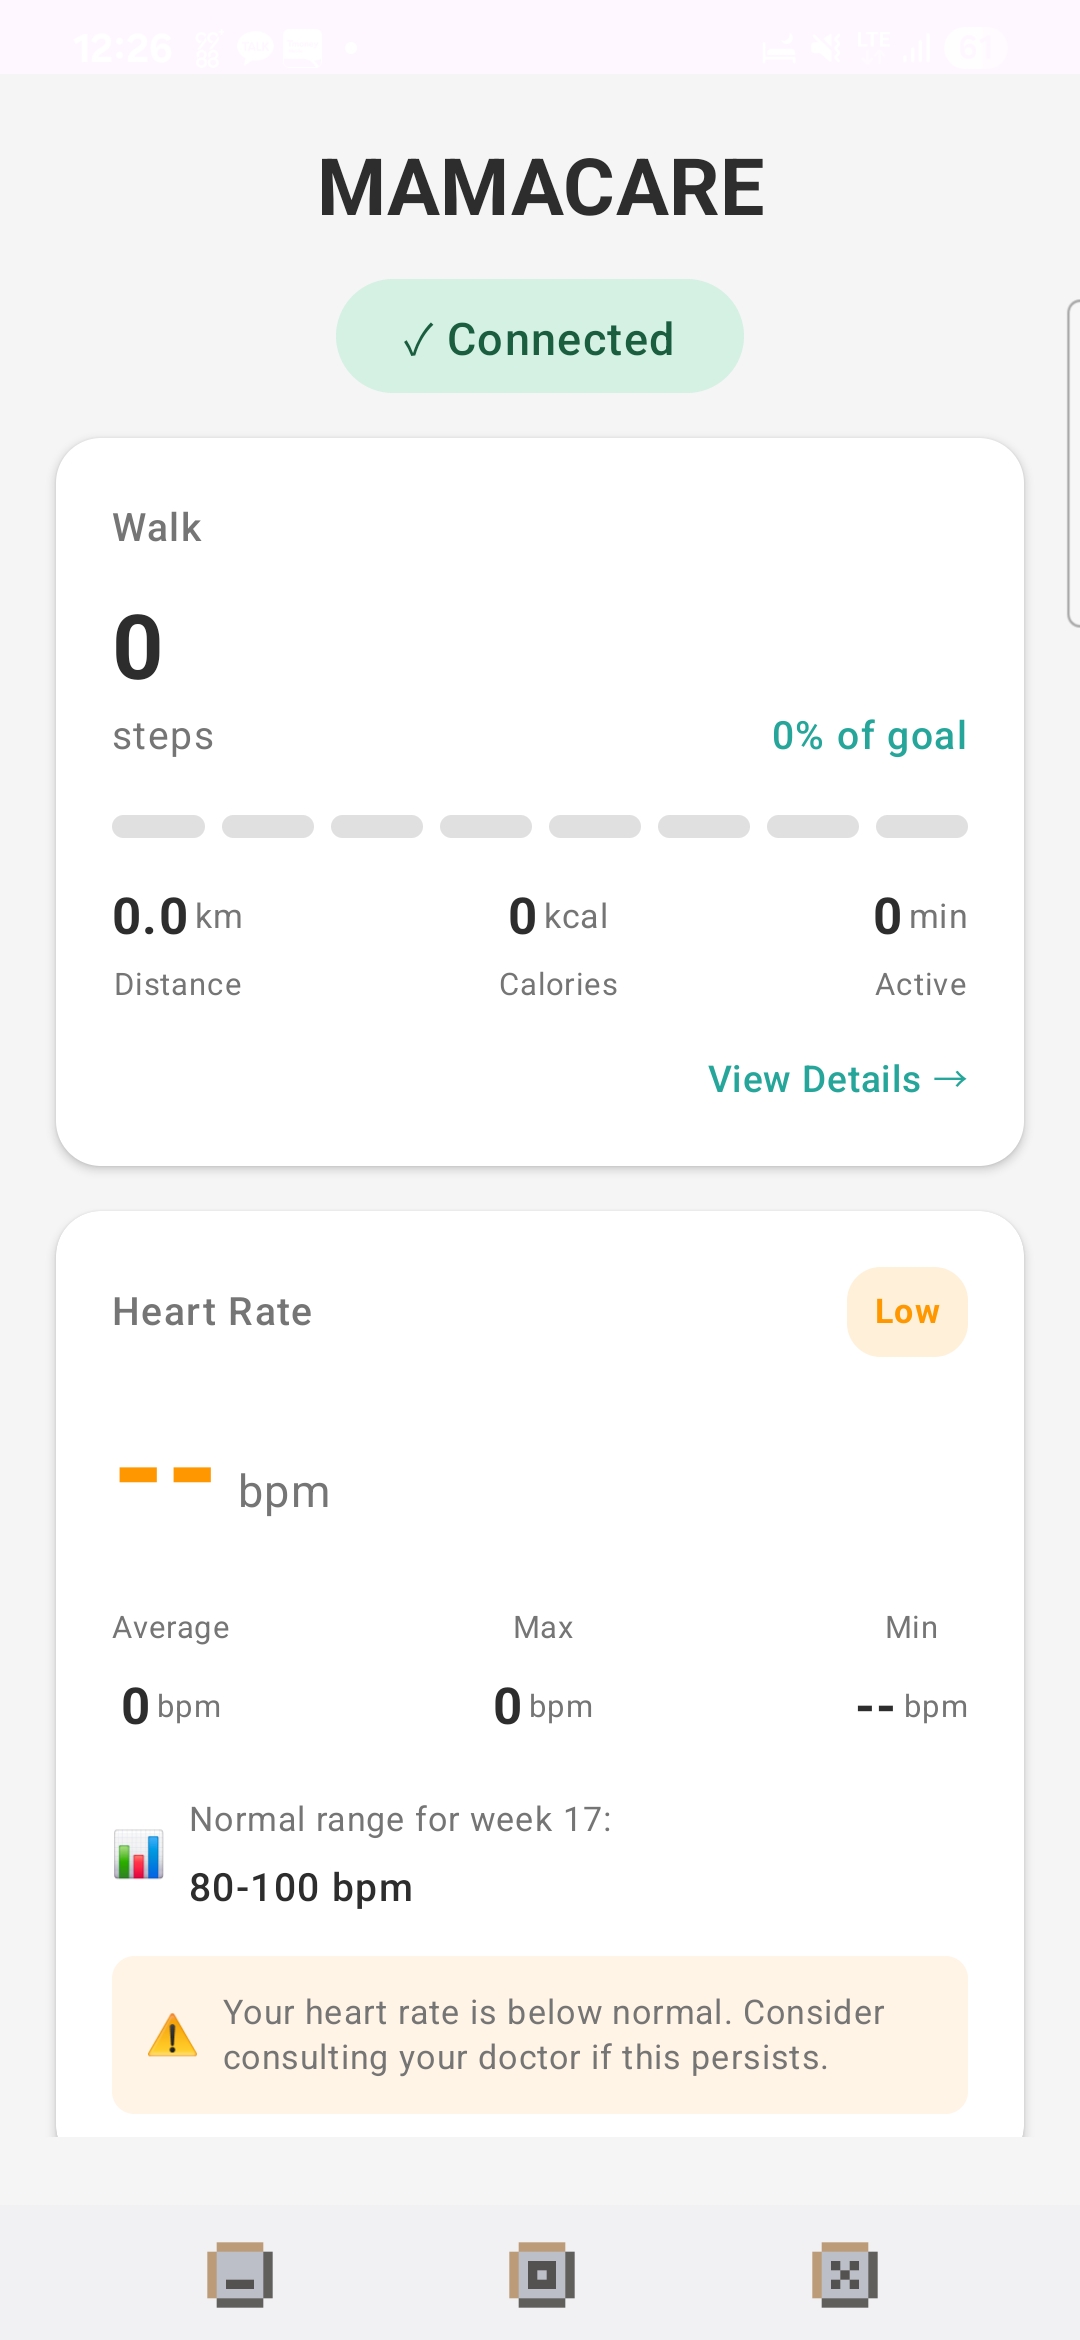 12:26
LTE
61
MAMACARE
✓ Connected
Walk
0
steps
0% of goal
0.0 km
0 kcal
0 min
Distance
Calories
Active
View Details →
Heart Rate
Low
-- bpm
Average
Max
Min
0 bpm
0 bpm
-- bpm
Normal range for week 17:
80-100 bpm
Your heart rate is below normal. Consider
consulting your doctor if this persists.